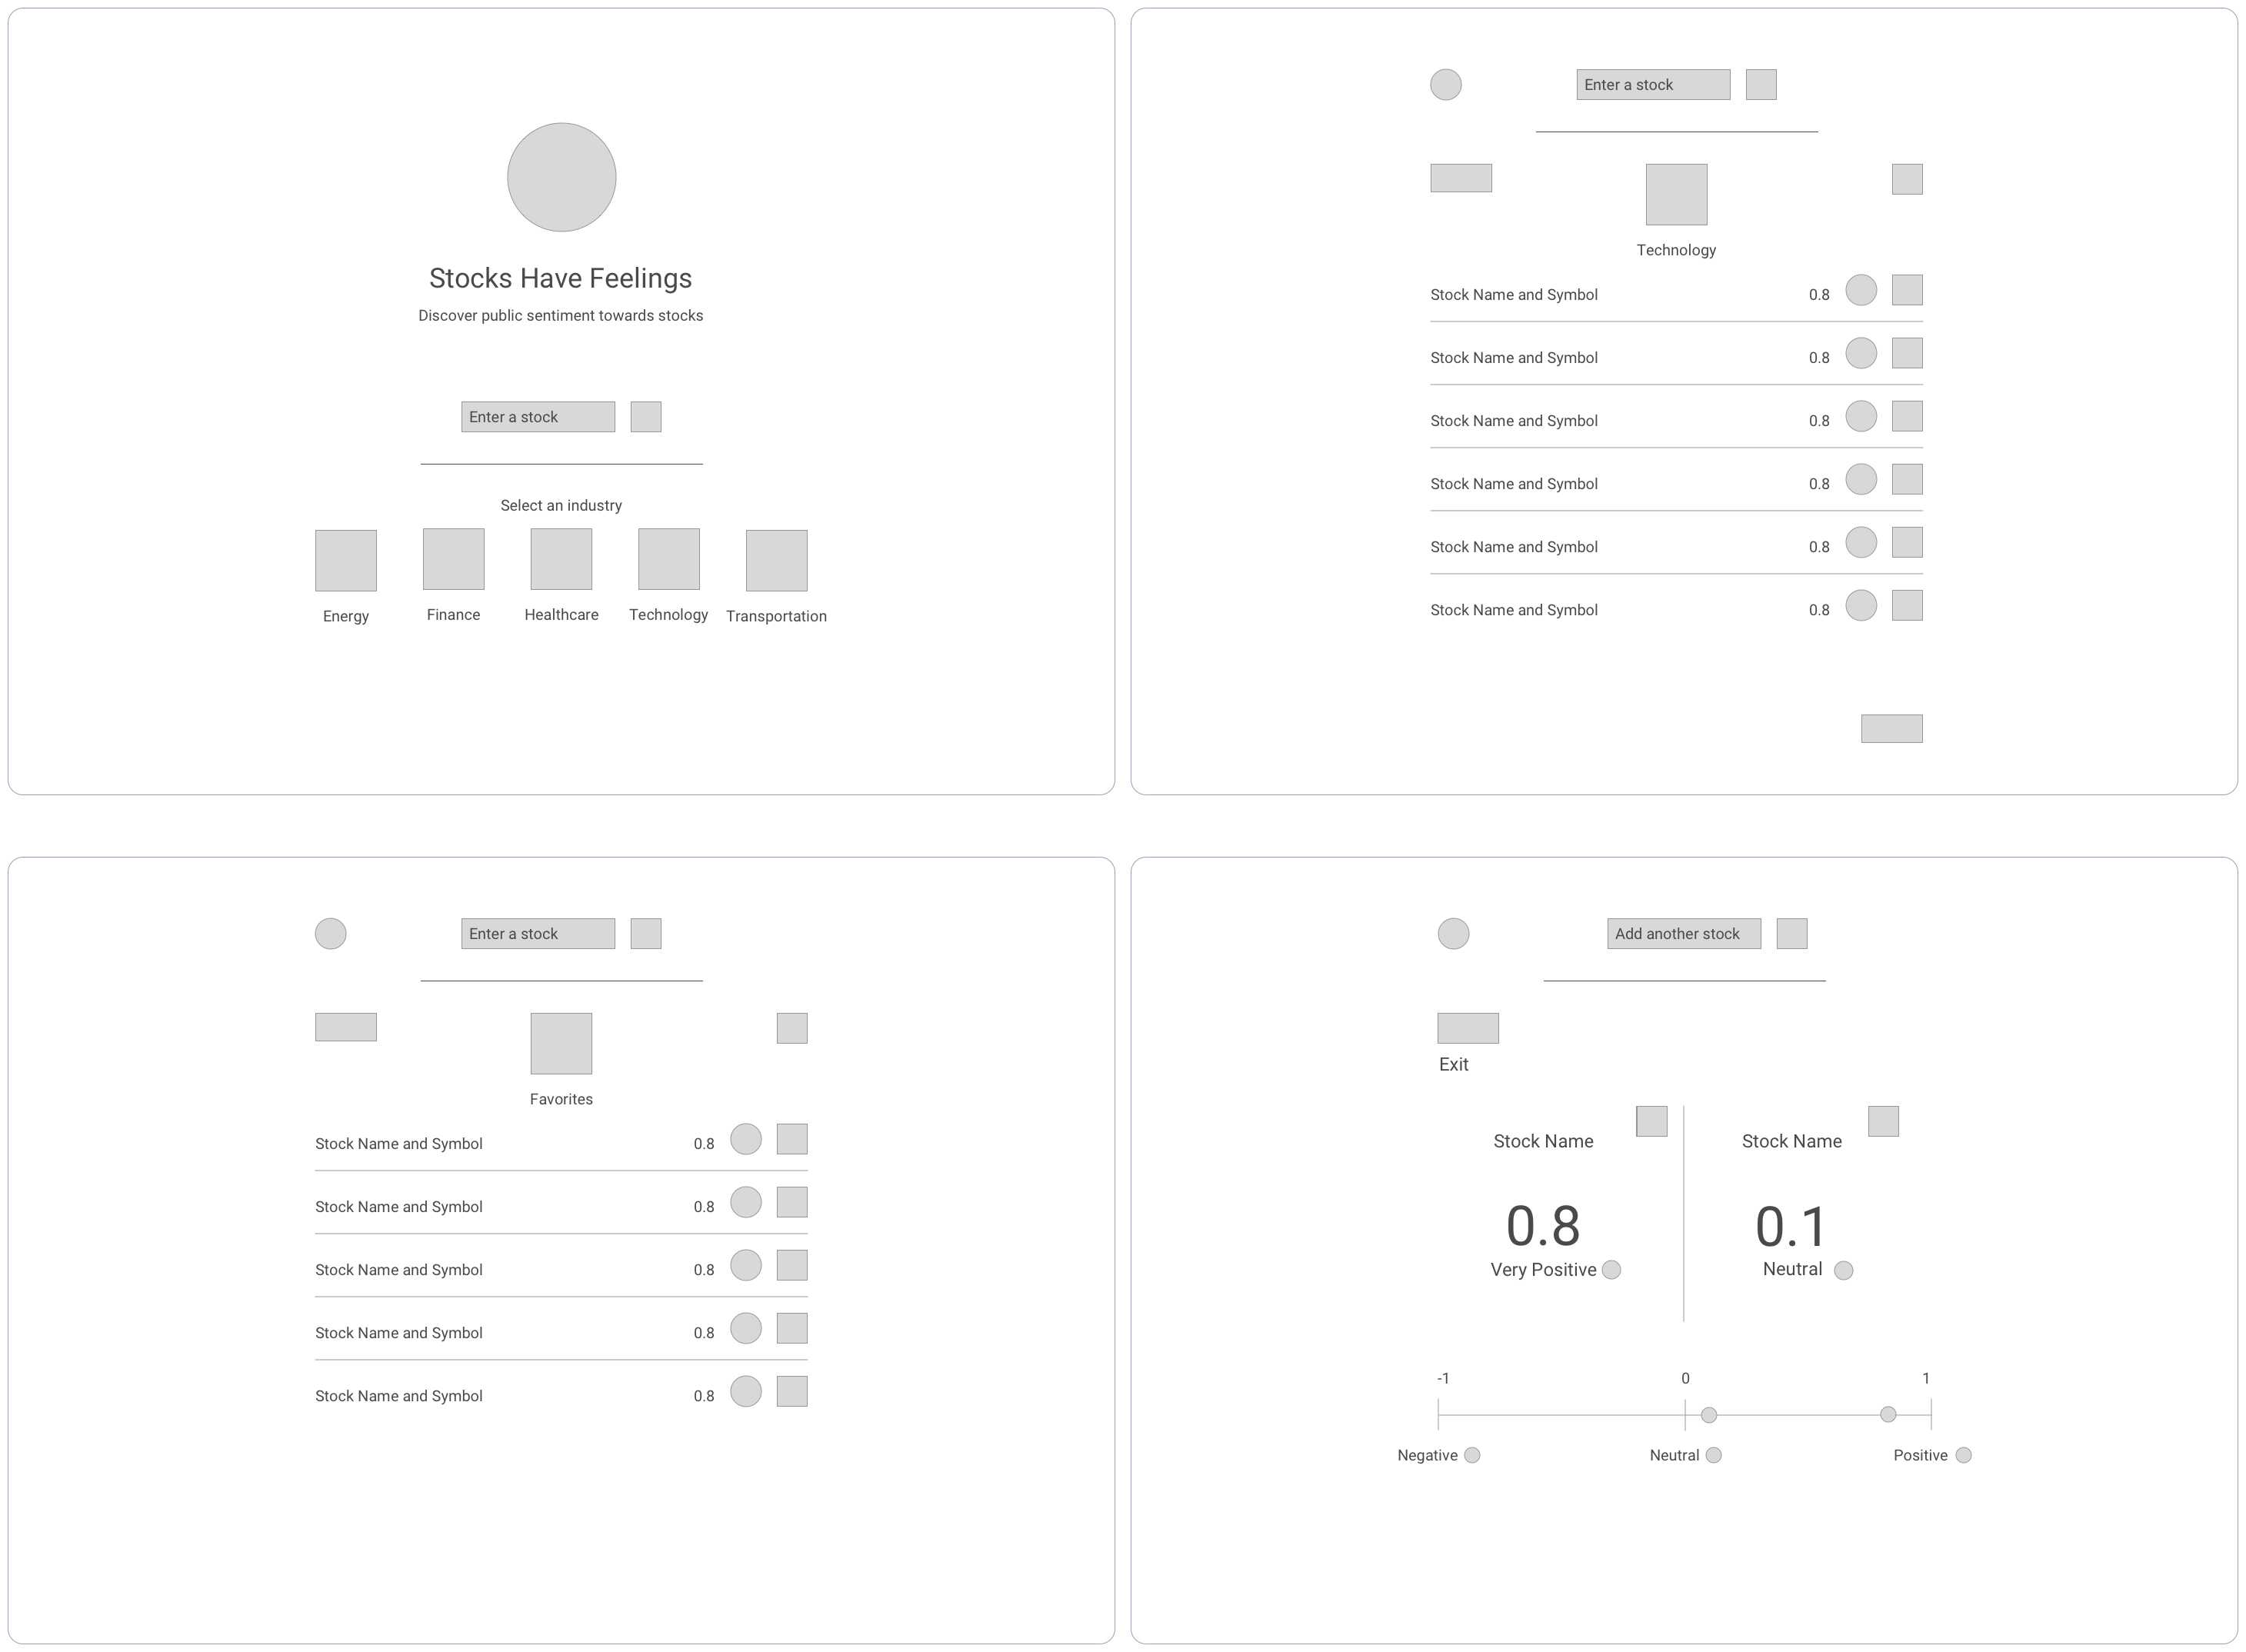 Stocks Have Feelings
Discover public sentiment towards stocks
Enter a stock
Select an industry
Energy
Finance
Healthcare
Technology
Transportation
Enter a stock
Technology
Stock Name and Symbol 0.8
Stock Name and Symbol 0.8
Stock Name and Symbol 0.8
Stock Name and Symbol 0.8
Stock Name and Symbol 0.8
Stock Name and Symbol 0.8
Enter a stock
Favorites
Stock Name and Symbol 0.8
Stock Name and Symbol 0.8
Stock Name and Symbol 0.8
Stock Name and Symbol 0.8
Stock Name and Symbol 0.8
Add another stock
Exit
Stock Name
0.8
Very Positive
Stock Name
0.1
Neutral
-1 0 1
Negative Neutral Positive